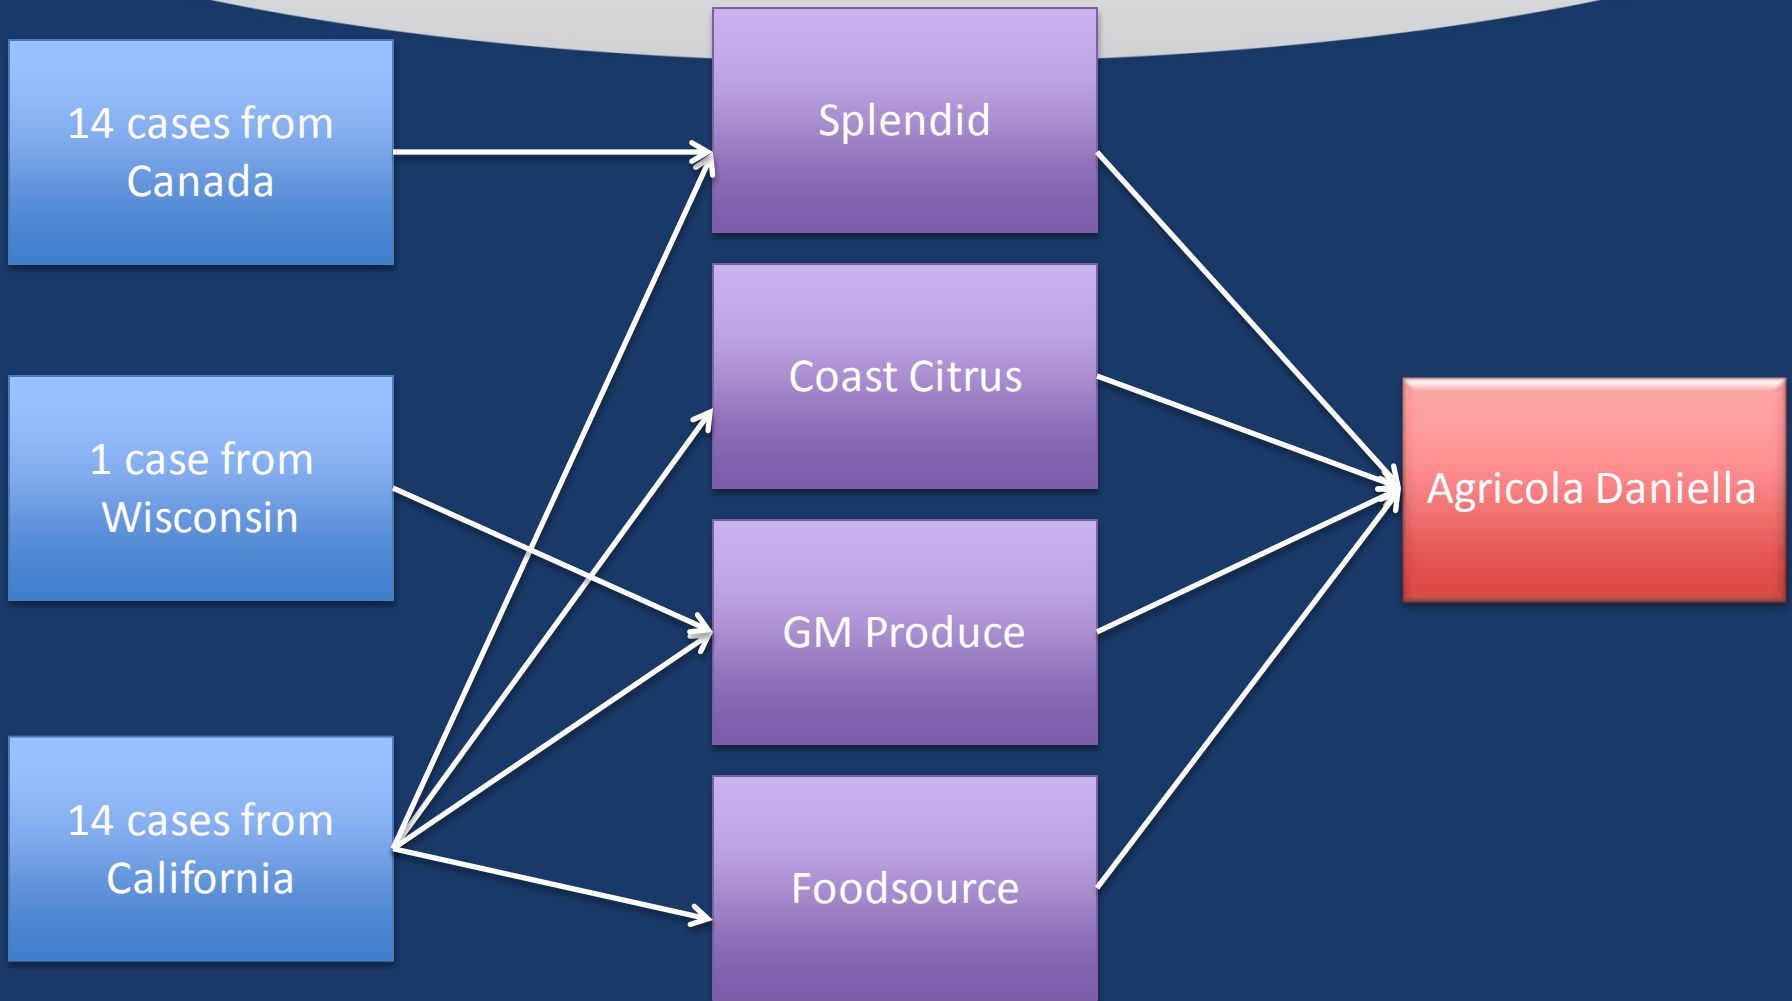 14 cases from
Canada
1 case from
Wisconsin
14 cases from
California
Splendid
Coast Citrus
GM Produce
Foodsource
Agricola Daniella